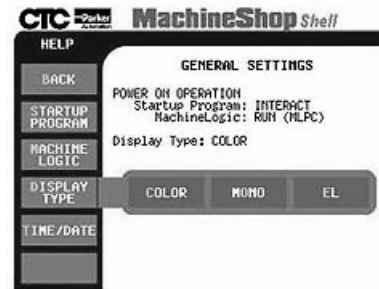 CTC Parker Automation MachineShop Shell
HELP
BACK
STARTUP PROGRAM
MACHINE LOGIC
DISPLAY TYPE
TIME/DATE
GENERAL SETTINGS
POWER ON OPERATION
Startup Program: INTERACT
MachineLogic: RUN (MLPC)
Display Type: COLOR
COLOR MONO EL